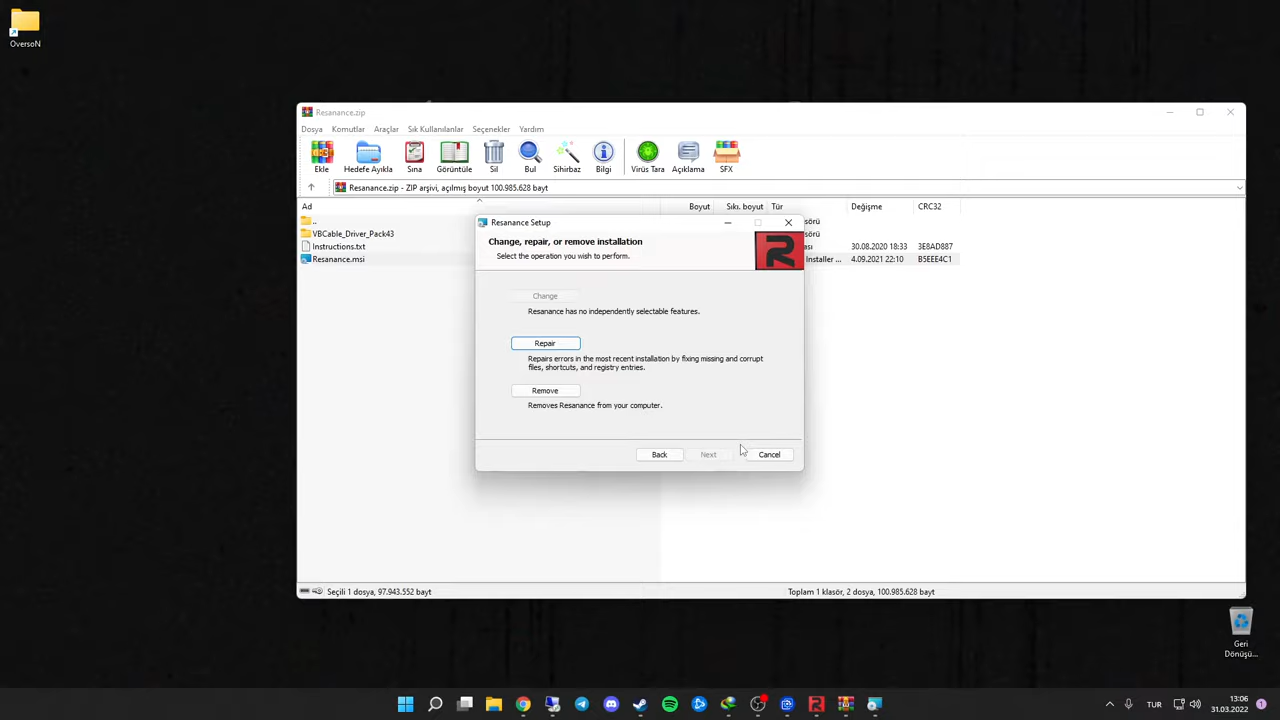 OversoN
Resanance.zip
Dosya Komutlar Araçlar Sık Kullanılanlar Seçenekler Yardım
Ekle Hedefe Ayıkla Sına Görüntüle Sil Bul Sihirbaz Bilgi Virüs Tara Açıklama SFX
Resanance.zip - ZIP arşivi, açılmış boyut 100.985.628 bayt
Ad Boyut Sıkı. boyut Tür Değişme CRC32
..
VBCable_Driver_Pack43
Instructions.txt 30.08.2020 18:33 3E8AD887
Resanance.msi Installer ... 4.09.2021 22:10 B5EEE4C1
Resanance Setup
Change, repair, or remove installation
Select the operation you wish to perform.
R
Change
Resanance has no independently selectable features.
Repair
Repairs errors in the most recent installation by fixing missing and corrupt
files, shortcuts, and registry entries.
Remove
Removes Resanance from your computer.
Back Next Cancel
Seçili 1 dosya, 97.943.552 bayt
Toplam 1 klasör, 2 dosya, 100.985.628 bayt
Geri
Dönüşü...
TUR
13:06
31.03.2022
1